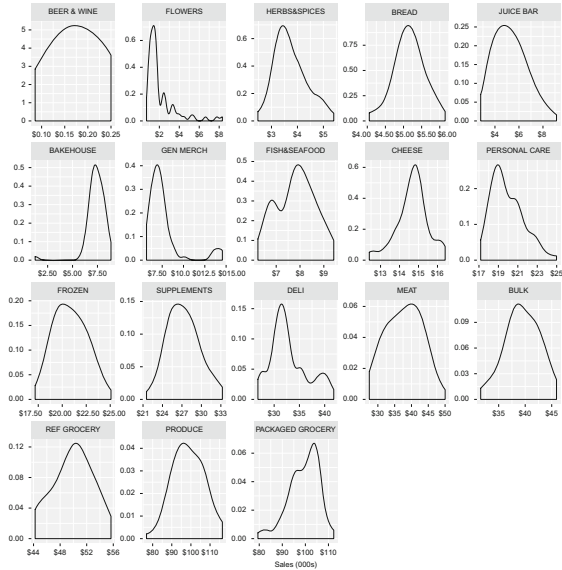 BEER & WINE FLOWERS HERBS&SPICES BREAD JUICE BAR
5 4 3 2 1 0
0.6 0.4 0.2 0.0
0.6 0.4 0.2 0.0
0.75 0.50 0.25 0.00
0.25 0.20 0.15 0.10 0.05 0.00
$0.10 $0.15 $0.20 $0.25 $2 $4 $6 $8 $3 $4 $5 $4.00 $4.50 $5.00 $5.50 $6.00 $4 $6 $8
BAKEHOUSE GEN MERCH FISH&SEAFOOD CHEESE PERSONAL CARE
0.5 0.4 0.3 0.2 0.1 0.0
0.4 0.3 0.2 0.1 0.0
0.5 0.4 0.3 0.2 0.1 0.0
0.6 0.4 0.2 0.0
0.2 0.1 0.0
$2.50 $5.00 $7.50 $7.50 $10.0 $12.5 $15.00 $7 $8 $9 $13 $14 $15 $16 $17 $19 $21 $23 $25
FROZEN SUPPLEMENTS DELI MEAT BULK
0.20 0.15 0.10 0.05 0.00
0.15 0.10 0.05 0.00
0.15 0.10 0.05 0.00
0.06 0.04 0.02 0.00
0.09 0.06 0.03 0.00
$17.50 $20.00 $22.50 $25.00 $21 $24 $27 $30 $33 $30 $35 $40 $30 $35 $40 $45 $50 $35 $40 $45
REF GROCERY PRODUCE PACKAGED GROCERY
0.12 0.08 0.04 0.00
0.04 0.03 0.02 0.01 0.00
0.06 0.04 0.02 0.00
$44 $48 $52 $56 $80 $90 $100 $110 $80 $90 $100 $110
Sales (000s)